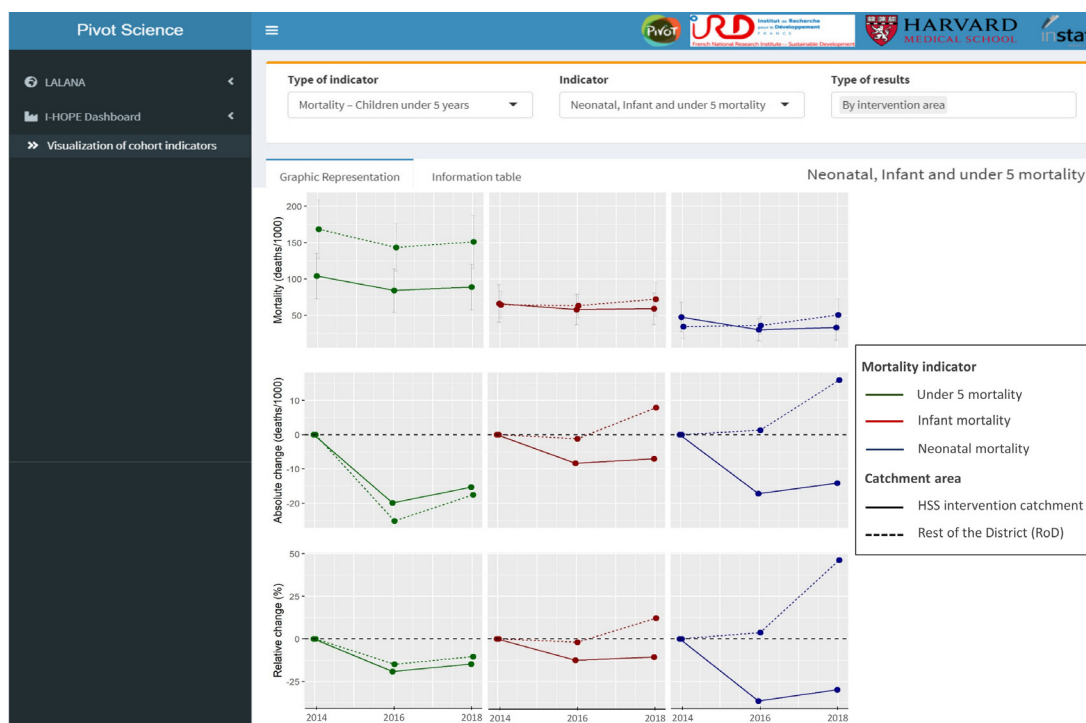 Pivot Science
PIVOT
IRD
Institut de Recherche
pour le Développement
FRANCE
French National Research Institute – Sustainable Development
HARVARD
MEDICAL SCHOOL
insta
LALANA
I-HOPE Dashboard
Visualization of cohort indicators
Type of indicator
Indicator
Type of results
Mortality – Children under 5 years
Neonatal, Infant and under 5 mortality
By intervention area
Graphic Representation
Information table
Neonatal, Infant and under 5 mortality
Mortality (deaths/1000)
200
150
100
50
Absolute change (deaths/1000)
10
0
-10
-20
Relative change (%)
50
25
0
-25
2014 2016 2018 2014 2016 2018 2014 2016 2018
Mortality indicator
Under 5 mortality
Infant mortality
Neonatal mortality
Catchment area
HSS intervention catchment
Rest of the District (RoD)